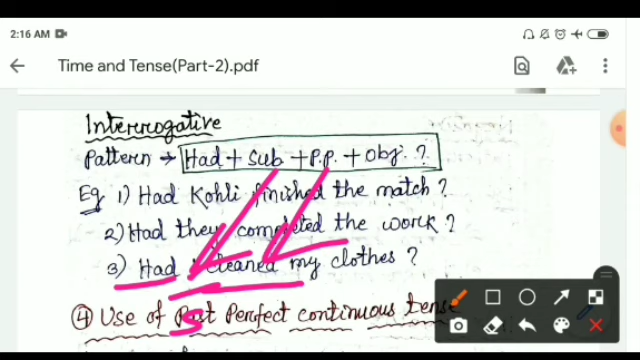 2:16 AM
Time and Tense(Part-2).pdf
Interrogative
Pattern → Had + Sub + P.P. + Obj. ?
Eg 1) Had Kohli finished the match ?
2) Had they completed the work ?
3) Had cleaned my clothes ?
④ Use of Past Perfect continuous tense